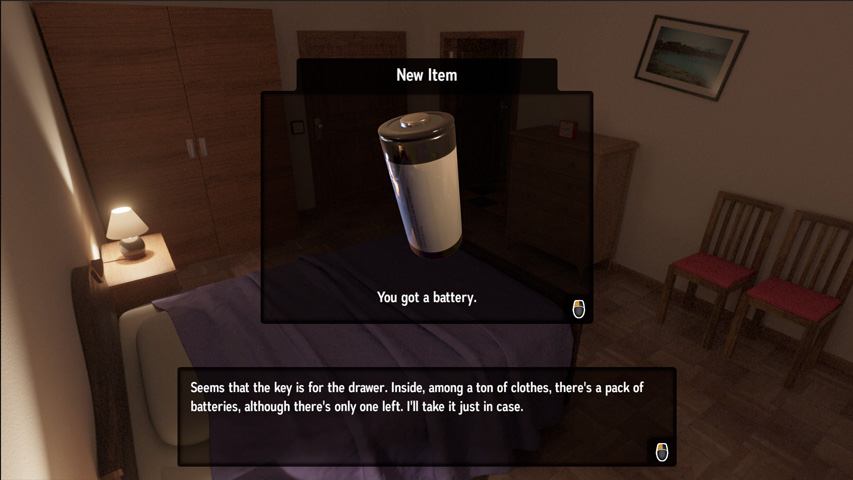 New Item
You got a battery.
Seems that the key is for the drawer. Inside, among a ton of clothes, there's a pack of
batteries, although there's only one left. I'll take it just in case.